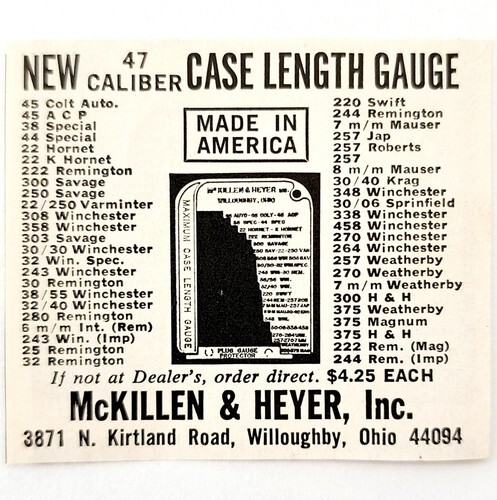 NEW 47 CALIBER CASE LENGTH GAUGE
45 Colt Auto.
45 A C P
38 Special
44 Special
22 Hornet
22 K Hornet
222 Remington
300 Savage
250 Savage
22/250 Varminter
308 Winchester
358 Winchester
303 Savage
30/30 Winchester
32 Win. Spec.
243 Winchester
30 Remington
38/55 Winchester
32/40 Winchester
280 Remington
6 m/m Int. (Rem)
243 Win. (Imp)
25 Remington
32 Remington
MADE IN
AMERICA
McKILLEN & HEYER INC.
WILLOUGHBY, OHIO
MAXIMUM CASE LENGTH GAUGE
PLUG GAUGE
PROTECTOR
220 Swift
244 Remington
7 m/m Mauser
257 Jap
257 Roberts
257
8 m/m Mauser
30/40 Krag
348 Winchester
30/06 Sprinfield
338 Winchester
458 Winchester
270 Winchester
264 Winchester
257 Weatherby
270 Weatherby
7 m/m Weatherby
300 H & H
375 Weatherby
375 Magnum
375 H & H
222 Rem. (Mag)
244 Rem. (Imp)
If not at Dealer's, order direct. $4.25 EACH
McKILLEN & HEYER, Inc.
3871 N. Kirtland Road, Willoughby, Ohio 44094